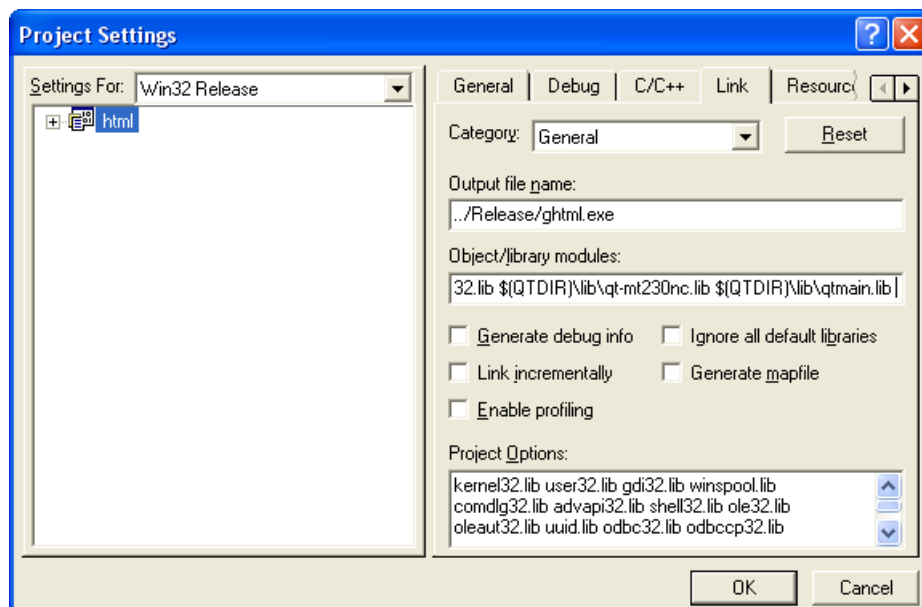 Project Settings
Settings For: Win32 Release
html
General Debug C/C++ Link
Category: General Reset
Output file name:
../Release/ghtml.exe
Object/library modules:
32.lib $(QTDIR)\lib\qt-mt230nc.lib $(QTDIR)\lib\qtmain.lib
Generate debug info Ignore all default libraries
Link incrementally Generate mapfile
Enable profiling
Project Options:
kernel32.lib user32.lib gdi32.lib winspool.lib
comdlg32.lib advapi32.lib shell32.lib ole32.lib
oleaut32.lib uuid.lib odbc32.lib odbccp32.lib
OK Cancel